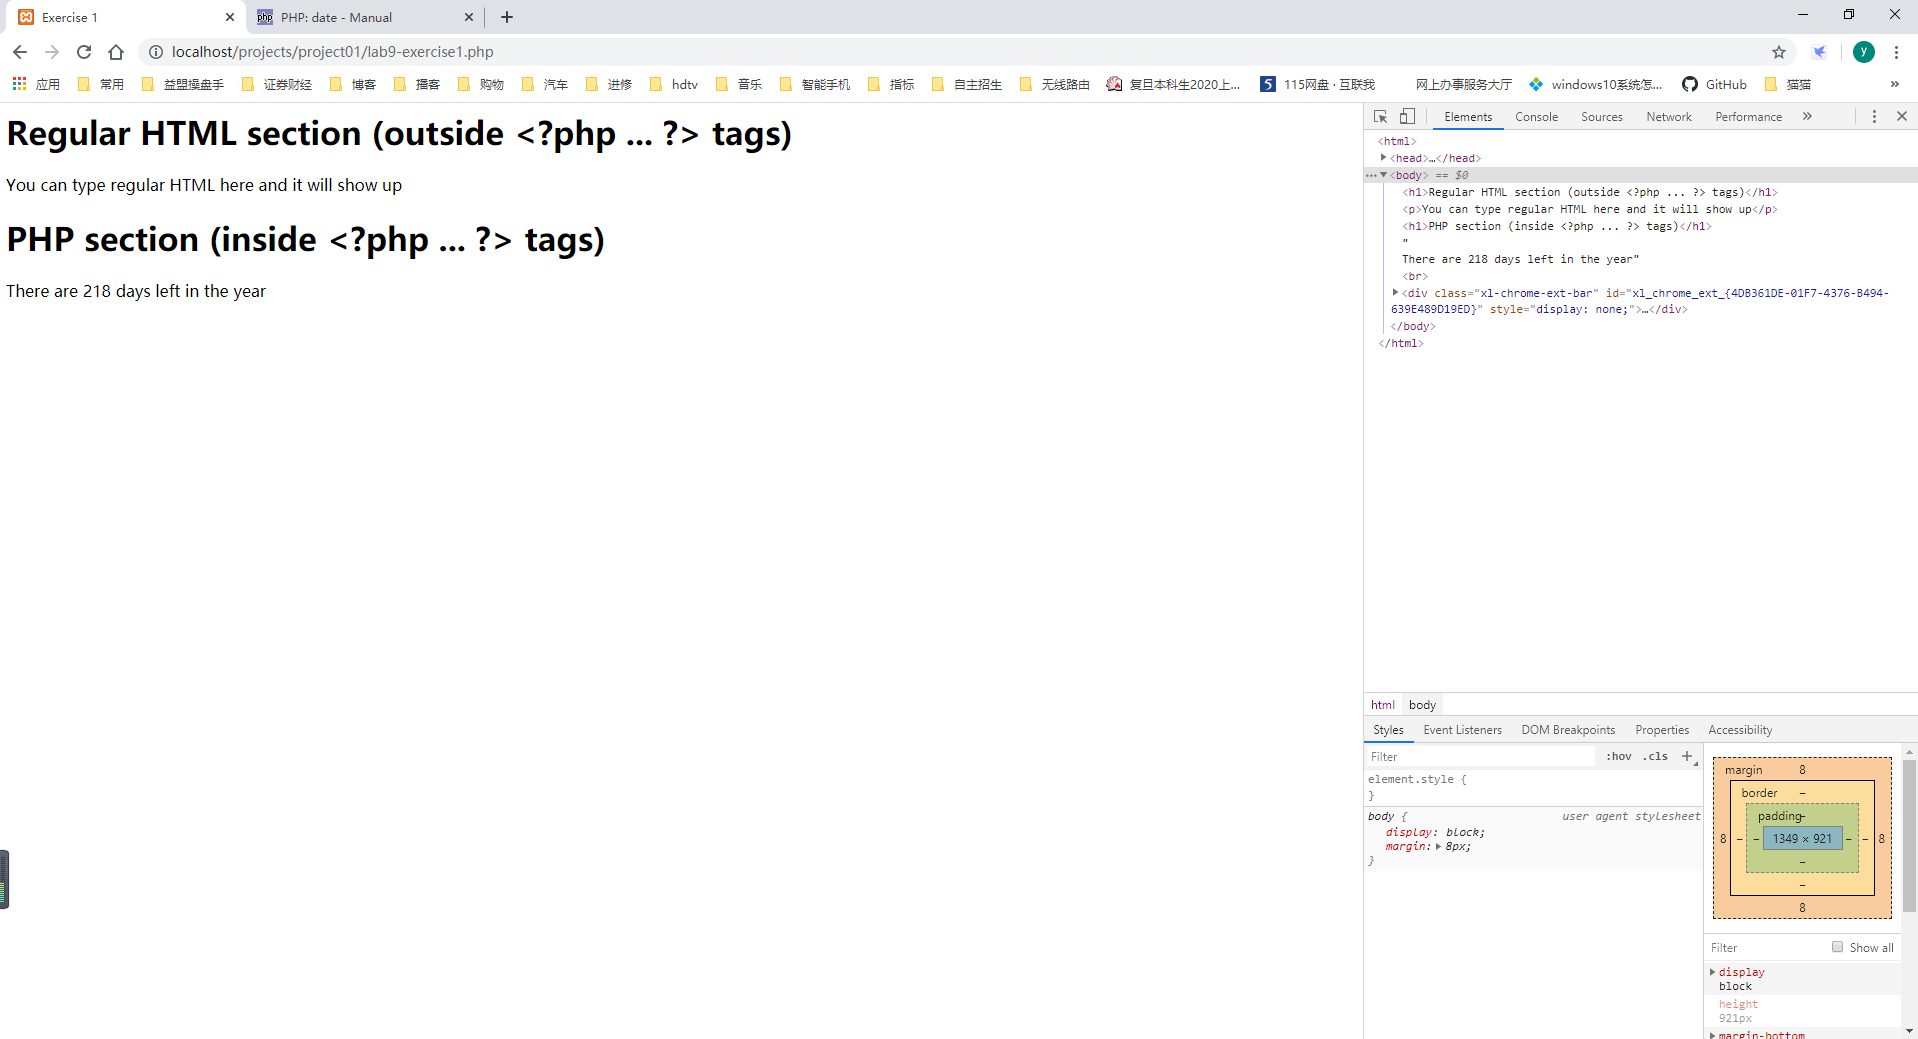 Exercise 1
PHP: date - Manual
localhost/projects/project01/lab9-exercise1.php
y
应用 常用 益盟操盘手 证券财经 博客 播客 购物 汽车 进修 hdtv 音乐 智能手机 指标 自主招生 无线路由 复旦本科生2020上... 115网盘 · 互联我 网上办事服务大厅 windows10系统怎... GitHub 猫猫 »
Regular HTML section (outside <?php ... ?> tags)
You can type regular HTML here and it will show up
PHP section (inside <?php ... ?> tags)
There are 218 days left in the year
Elements Console Sources Network Performance »
<html>
<head>…</head>
<body> == $0
<h1>Regular HTML section (outside <?php ... ?> tags)</h1>
<p>You can type regular HTML here and it will show up</p>
<h1>PHP section (inside <?php ... ?> tags)</h1>
"
There are 218 days left in the year"
<br>
<div class="xl-chrome-ext-bar" id="xl_chrome_ext_{4DB361DE-01F7-4376-B494-
639E489D19ED}" style="display: none;">…</div>
</body>
</html>
html body
Styles Event Listeners DOM Breakpoints Properties Accessibility
Filter :hov .cls +
element.style {
}
body { user agent stylesheet
display: block;
margin: 8px;
}
margin 8
border –
padding –
8 – – 1349 × 921 – – 8
–
–
8
Filter Show all
display
block
height
921px
margin-bottom